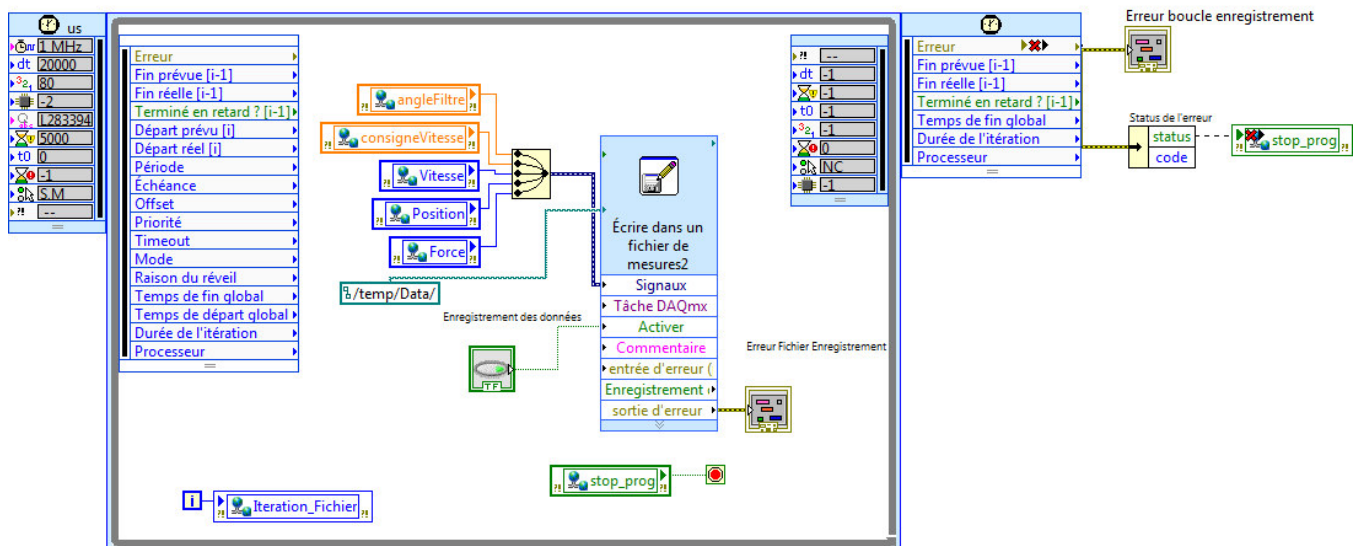 us
1 MHz
dt 20000
80
-2
L283394
5000
t0 0
-1
S.M
?! --
Erreur
Fin prévue [i-1]
Fin réelle [i-1]
Terminé en retard ? [i-1]
Départ prévu [i]
Départ réel [i]
Période
Échéance
Offset
Priorité
Timeout
Mode
Raison du réveil
Temps de fin global
Temps de départ global
Durée de l'itération
Processeur
angleFiltre
consigneVitesse
Vitesse
Position
Force
/temp/Data/
Enregistrement des données
TF
Écrire dans un
fichier de
mesures2
Signaux
Tâche DAQmx
Activer
Commentaire
entrée d'erreur (
Enregistrement
sortie d'erreur
Erreur Fichier Enregistrement
stop_prog
i
Iteration_Fichier
?! --
dt -1
-1
t0 -1
-1
0
NC
-1
Erreur
Fin prévue [i-1]
Fin réelle [i-1]
Terminé en retard ? [i-1]
Temps de fin global
Durée de l'itération
Processeur
Erreur boucle enregistrement
Status de l'erreur
status
code
stop_prog